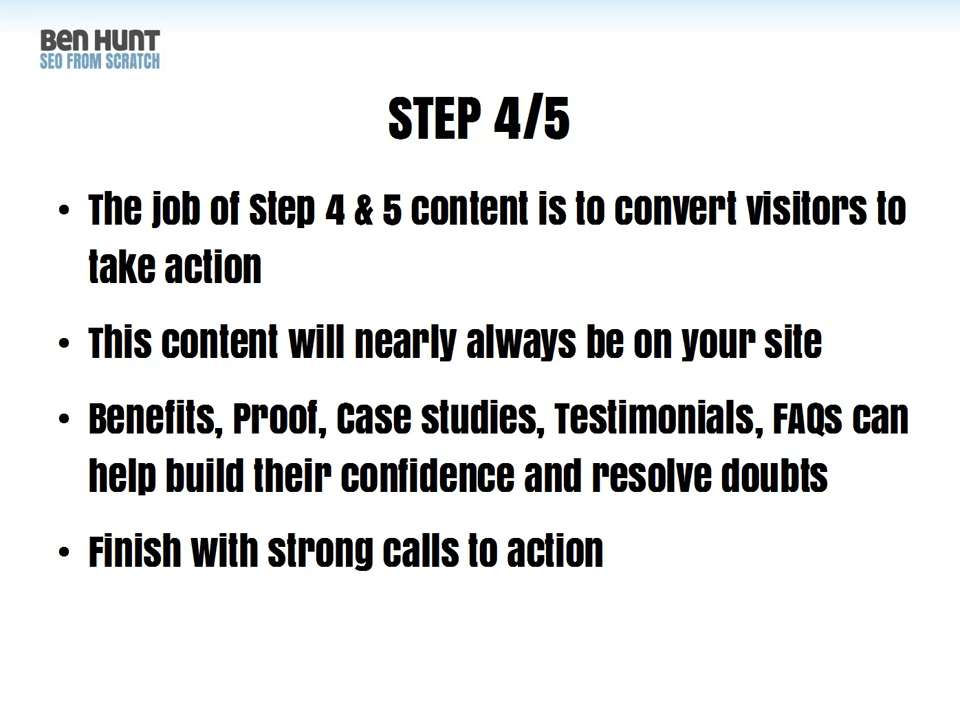 Ben Hunt
SEO FROM SCRATCH
STEP 4/5
• The job of Step 4 & 5 content is to convert visitors to
take action
• This content will nearly always be on your site
• Benefits, Proof, Case studies, Testimonials, FAQs can
help build their confidence and resolve doubts
• Finish with strong calls to action